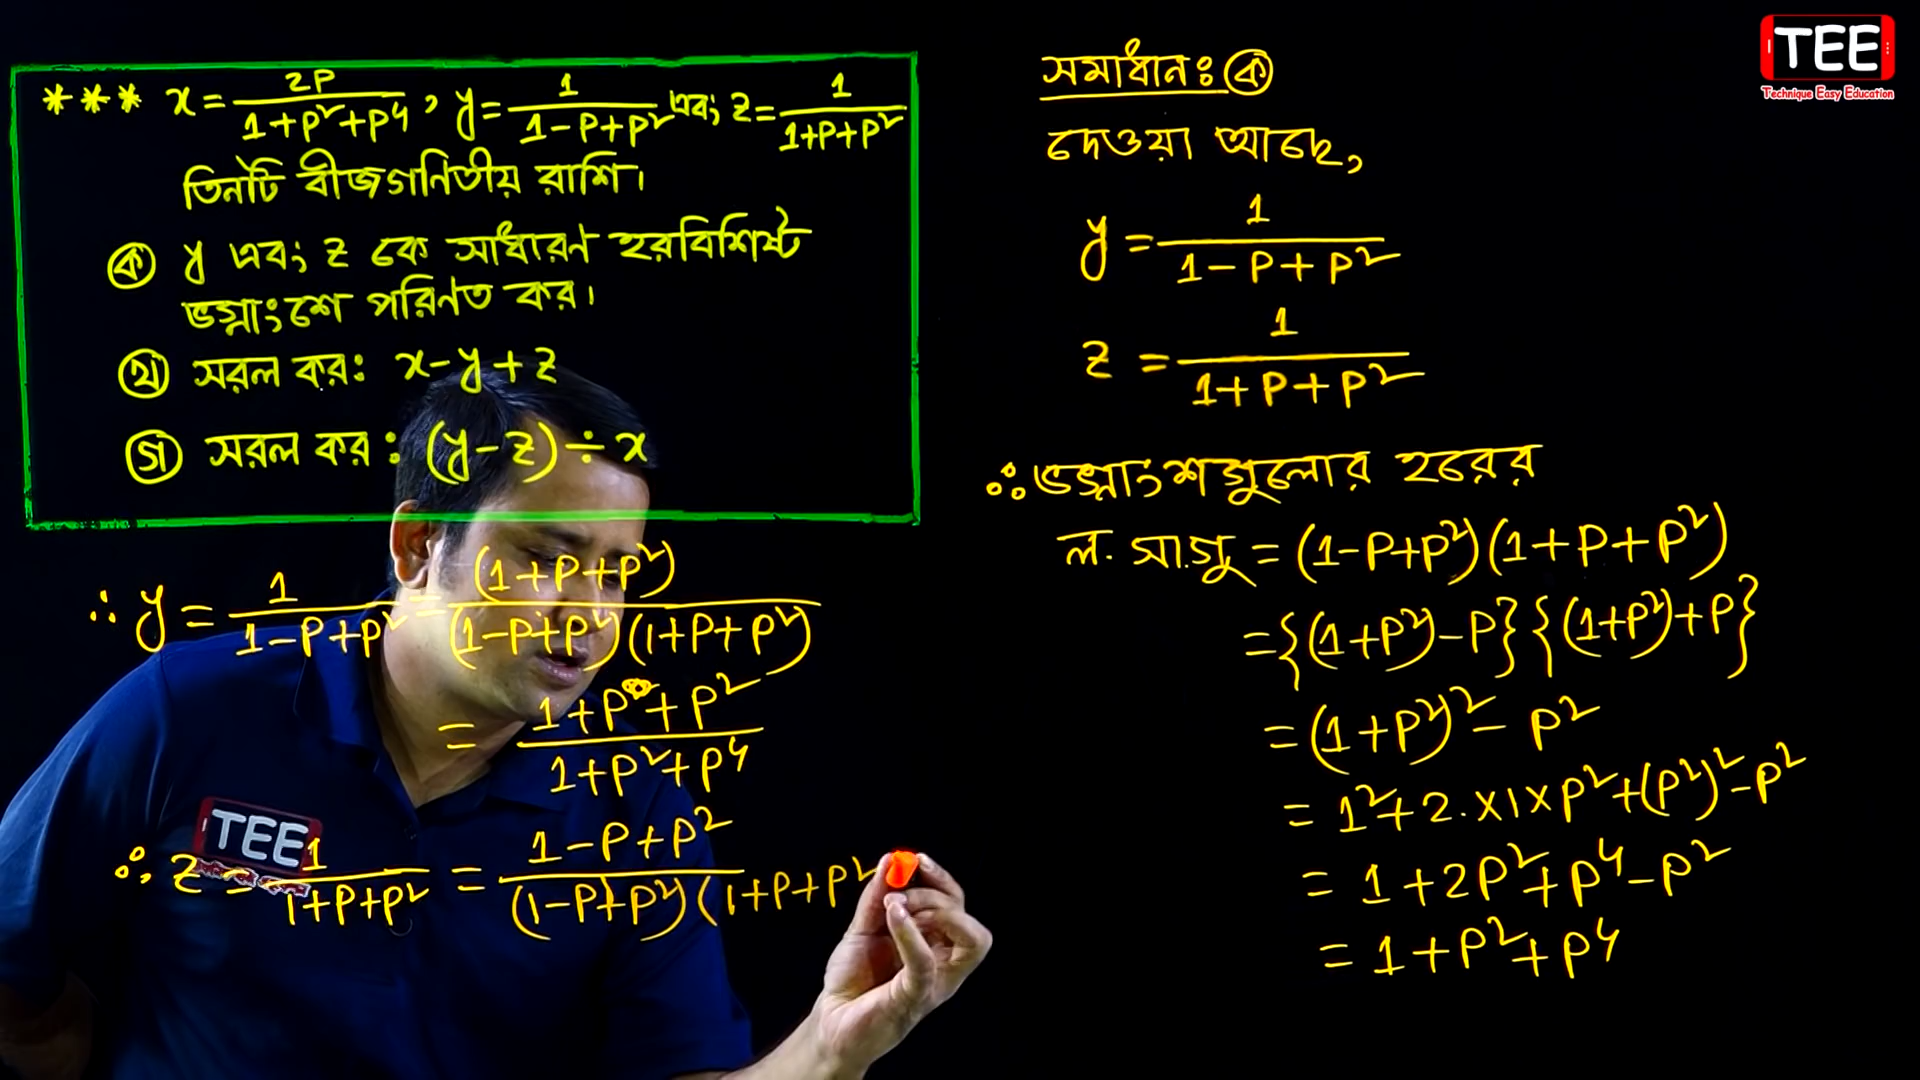 *** x = 2P/(1+P²+P⁴), y = 1/(1-P+P²) এবং z = 1/(1+P+P²)
তিনটি বীজগনিতীয় রাশি।
ক y এবং z কে সাধারণ হরবিশিষ্ট
ভগ্নাংশে পরিনত কর।
খ সরল কর: x-y+z
গ সরল কর: (y-z)÷x
∴ y = 1/(1-P+P²) = (1+P+P²)/((1-P+P²)(1+P+P²))
= (1+P+P²)/(1+P²+P⁴)
∴ z = 1/(1+P+P²) = (1-P+P²)/((1-P+P²)(1+P+P²
TEE
সমাধান: ক
দেওয়া আছে,
y = 1/(1-P+P²)
z = 1/(1+P+P²)
∴ ভগ্নাংশগুলোর হরের
ল. সা.গু = (1-P+P²)(1+P+P²)
= {(1+P²)-P}{(1+P²)+P}
= (1+P²)² - P²
= 1²+2.×1×P²+(P²)²-P²
= 1+2P²+P⁴-P²
= 1+P²+P⁴
TEE
Technique Easy Education